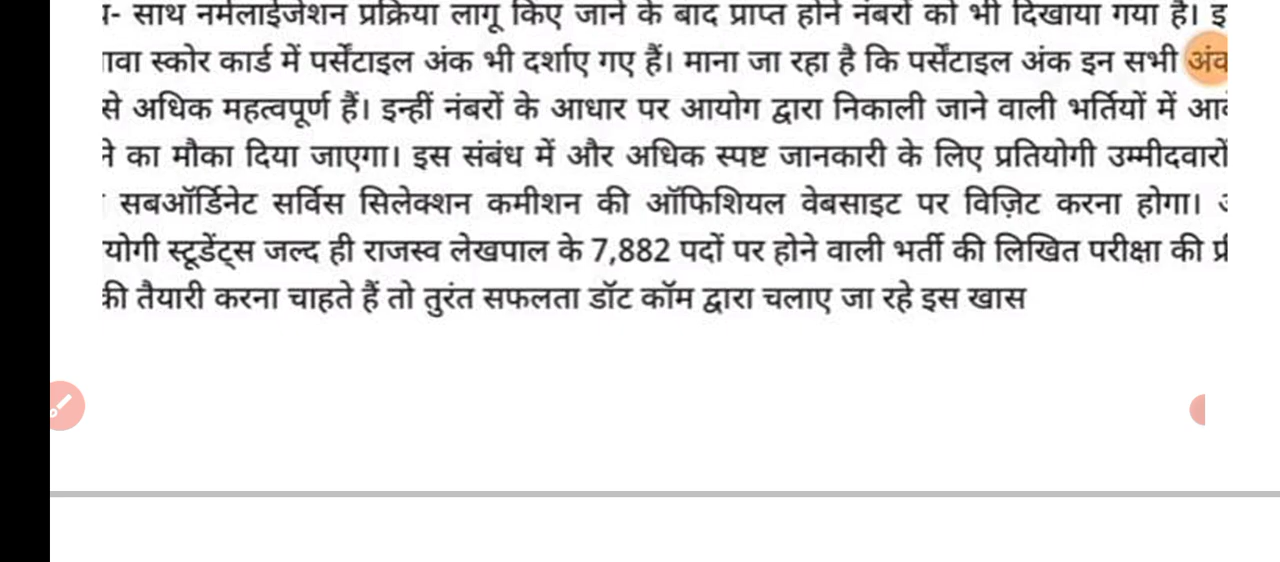 साथ नर्मलाईजेशन प्रक्रिया लागू किए जाने के बाद प्राप्त होने नंबरों को भी दिखाया गया है।
स्कोर कार्ड में पर्सेंटाइल अंक भी दर्शाए गए हैं। माना जा रहा है कि पर्सेंटाइल अंक इन सभी
से अधिक महत्वपूर्ण हैं। इन्हीं नंबरों के आधार पर आयोग द्वारा निकाली जाने वाली भर्तियों में
का मौका दिया जाएगा। इस संबंध में और अधिक स्पष्ट जानकारी के लिए प्रतियोगी उम्मीदवारों
सबऑर्डिनेट सर्विस सिलेक्शन कमीशन की ऑफिशियल वेबसाइट पर विज़िट करना होगा।
योगी स्टूडेंट्स जल्द ही राजस्व लेखपाल के 7,882 पदों पर होने वाली भर्ती की लिखित परीक्षा की
की तैयारी करना चाहते हैं तो तुरंत सफलता डॉट कॉम द्वारा चलाए जा रहे इस खास